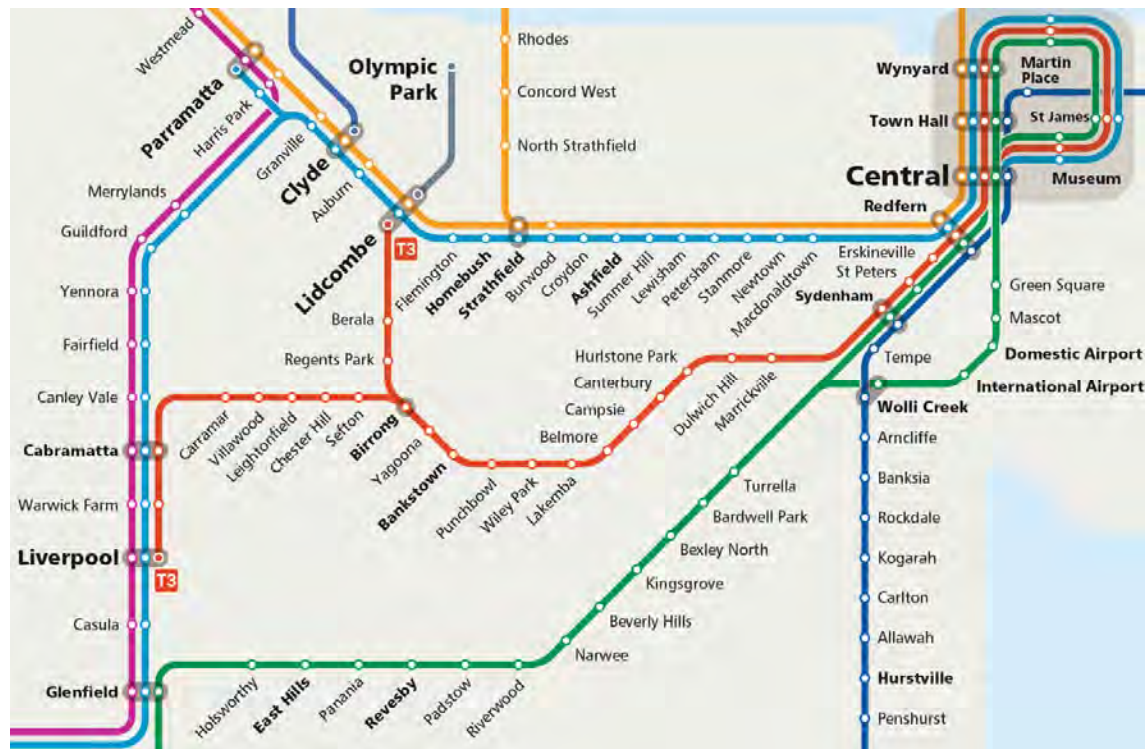 Westmead
Parramatta
Harris Park
Merrylands
Guildford
Yennora
Fairfield
Canley Vale
Cabramatta
Warwick Farm
Liverpool
Casula
Glenfield
Granville
Clyde
Auburn
Olympic
Park
Lidcombe
T3
Rhodes
Concord West
North Strathfield
Flemington
Homebush
Strathfield
Burwood
Croydon
Ashfield
Summer Hill
Lewisham
Petersham
Stanmore
Newtown
Macdonaldtown
Redfern
Central
Town Hall
Wynyard
Martin
Place
St James
Museum
Erskineville
St Peters
Sydenham
Green Square
Mascot
Domestic Airport
International Airport
Tempe
Wolli Creek
Arncliffe
Banksia
Rockdale
Kogarah
Carlton
Allawah
Hurstville
Penshurst
Berala
Regents Park
Carramar
Villawood
Leightonfield
Chester Hill
Sefton
Birrong
Yagoona
Bankstown
Punchbowl
Wiley Park
Lakemba
Belmore
Campsie
Canterbury
Hurlstone Park
Dulwich Hill
Marrickville
T3
Turrella
Bardwell Park
Bexley North
Kingsgrove
Beverly Hills
Narwee
Riverwood
Padstow
Revesby
Panania
East Hills
Holsworthy